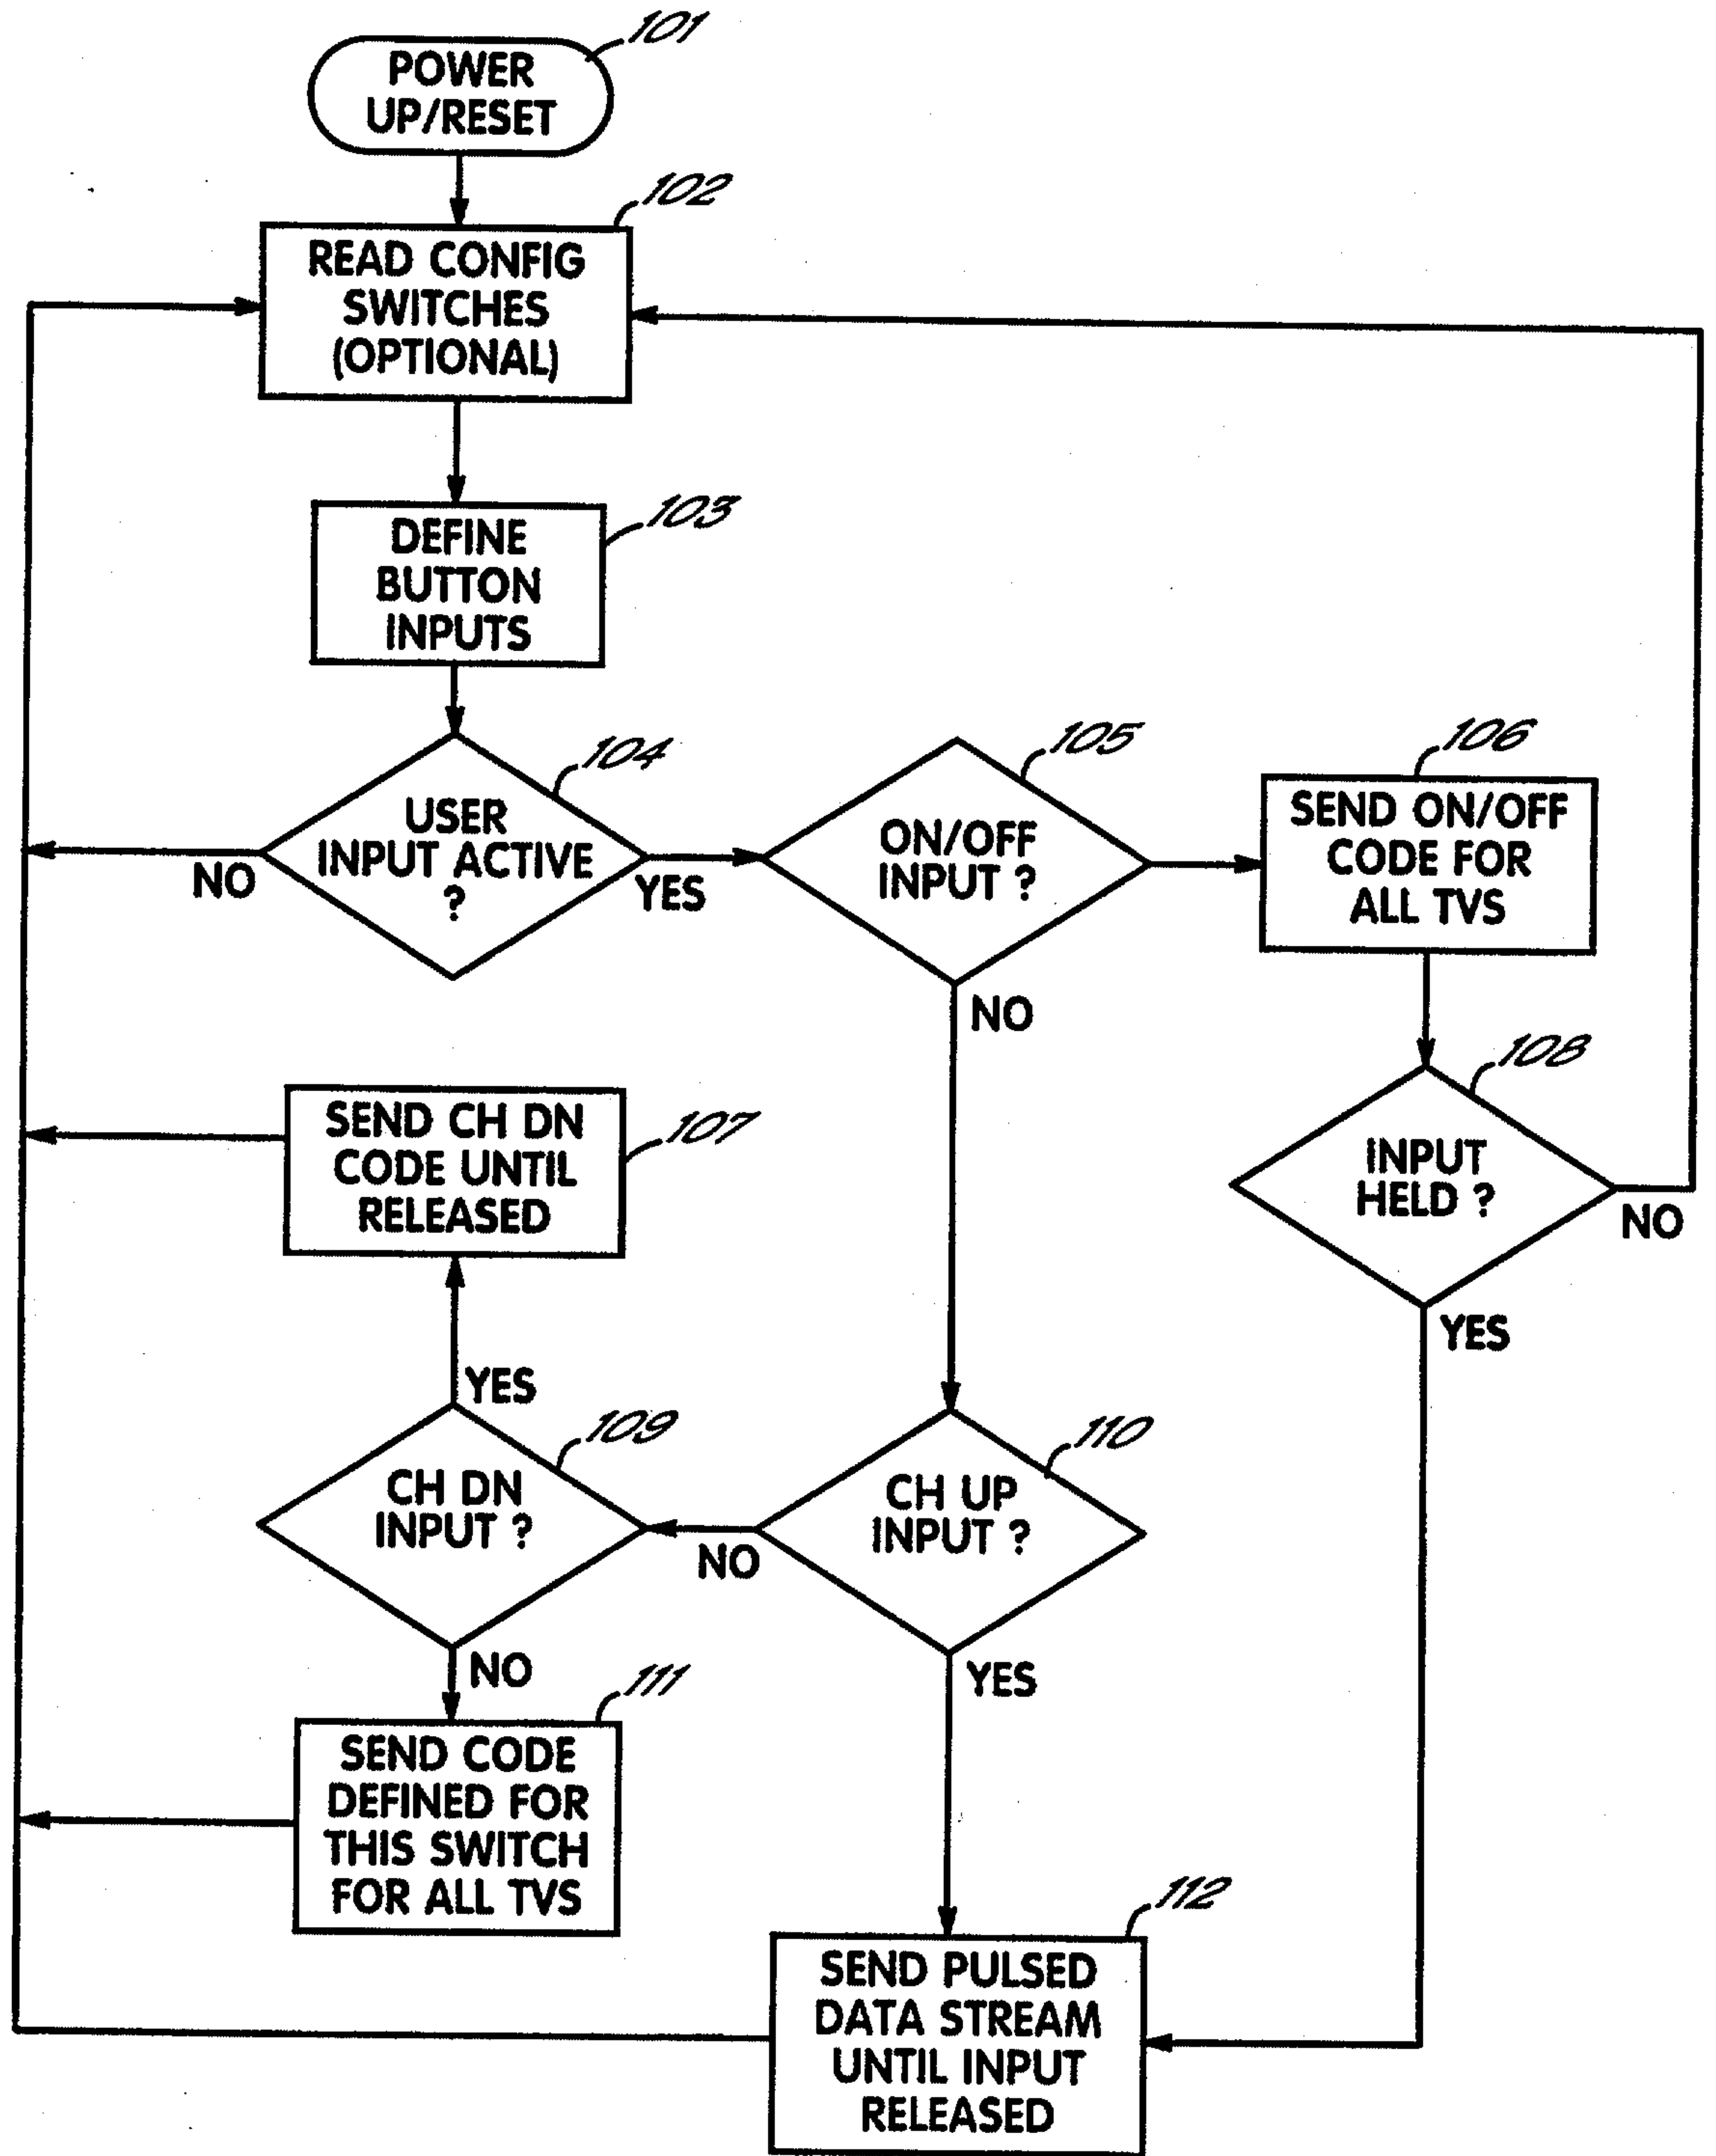 101
POWER
UP/RESET
102
READ CONFIG
SWITCHES
(OPTIONAL)
103
DEFINE
BUTTON
INPUTS
104
USER
INPUT ACTIVE
?
NO
YES
105
ON/OFF
INPUT ?
NO
106
SEND ON/OFF
CODE FOR
ALL TVS
108
INPUT
HELD ?
NO
YES
107
SEND CH DN
CODE UNTIL
RELEASED
YES
109
CH DN
INPUT ?
NO
110
CH UP
INPUT ?
NO
YES
111
SEND CODE
DEFINED FOR
THIS SWITCH
FOR ALL TVS
112
SEND PULSED
DATA STREAM
UNTIL INPUT
RELEASED